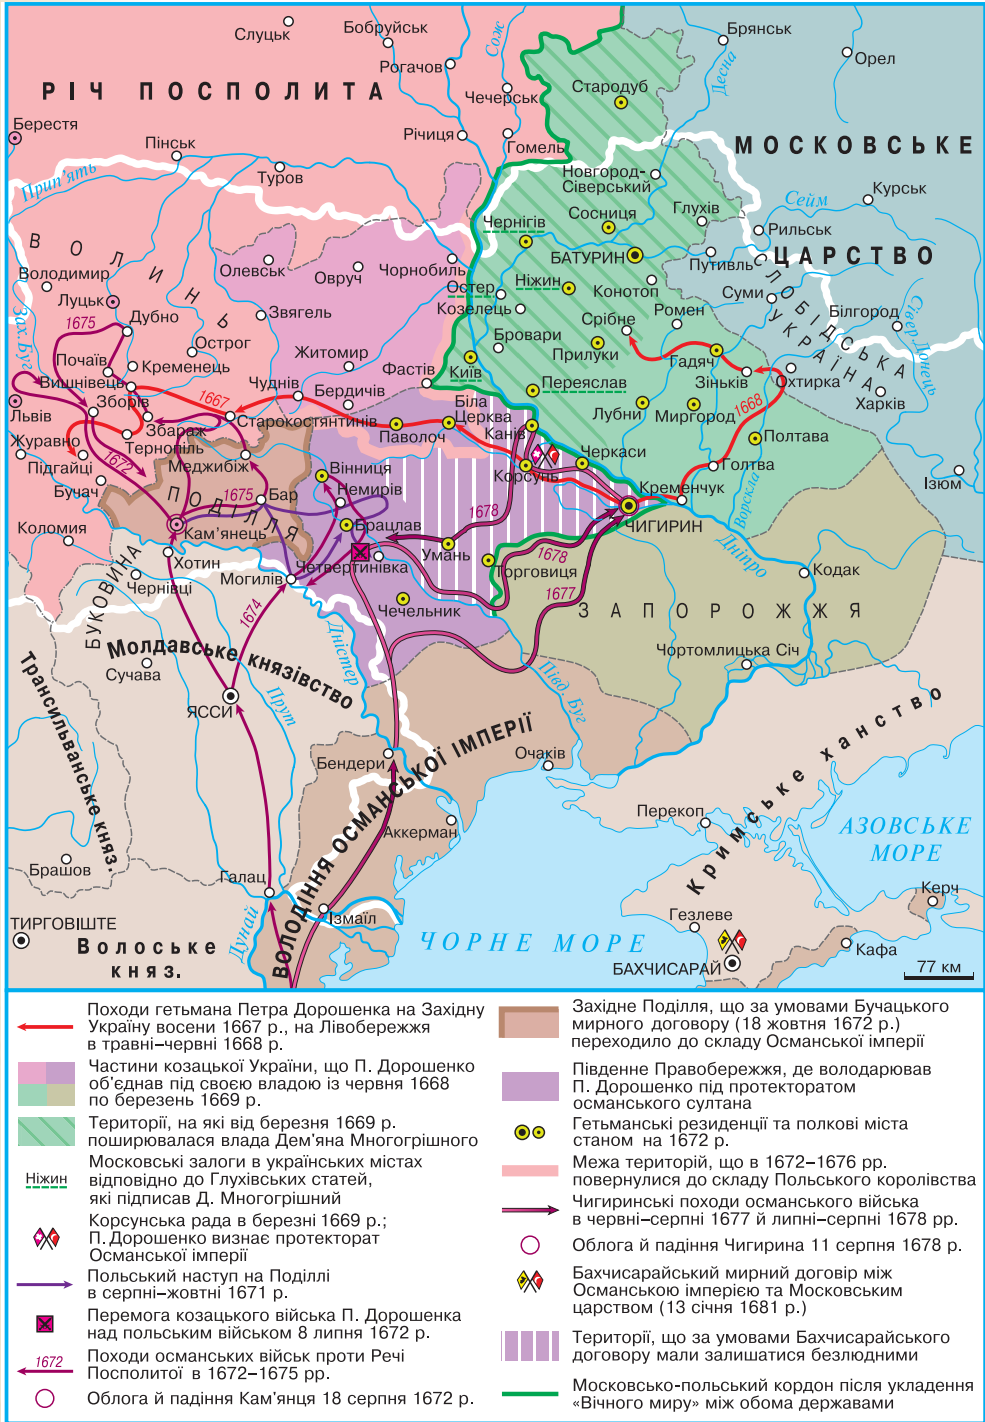 Слуцьк
Бобруйськ
Рогачов
Сож
Чечерськ
Брянськ
Орел
Десна
Стародуб
РІЧ ПОСПОЛИТА
Берестя
Пінськ
Річиця
Гомель
МОСКОВСЬКЕ
ЦАРСТВО
Прип'ять
Туров
Новгород-
Сіверський
Сосниця
Глухів
Сейм
Курськ
Рильськ
Чернігів
БАТУРИН
Путивль
ВОЛИНЬ
Володимир
Олевськ
Овруч
Чорнобиль
Остер
Ніжин
Конотоп
Суми
СЛОБІДСЬКА
УКРАЇНА
Білгород
Сівер. Донець
Луцьк
1675
Дубно
Звягель
Козелець
Срібне
Ромен
Зах. Буг
Острог
Бровари
Прилуки
Гадяч
Почаїв
Кременець
Житомир
Київ
Зіньків
Охтирка
Харків
Вишнівець
Чуднів
Бердичів
Фастів
Переяслав
1668
Львів
Зборів
1667
Біла
Церква
Лубни
Миргород
Збараж
Старокостянтинів
Паволоч
Канів
Полтава
Журавно
Тернопіль
1672
Меджибіж
Черкаси
Підгайці
Вінниця
Корсунь
Голтва
Бучач
ПОДІЛЛЯ
1675
Бар
Немирів
Кременчук
Ворскла
Ізюм
Коломия
Кам'янець
Брацлав
1678
ЧИГИРИН
Хотин
Умань
1678
Дніпро
БУКОВИНА
Чернівці
Могилів
Четвертинівка
Торговиця
1677
Кодак
1674
Чечельник
ЗАПОРОЖЖЯ
Молдавське князівство
Дністер
Сучава
Чортомлицька Січ
Трансильванське княз.
ЯССИ
Прут
Півд. Буг
Бендери
ВОЛОДІННЯ ОСМАНСЬКОЇ ІМПЕРІЇ
Очаків
Кримське ханство
Перекоп
Аккерман
АЗОВСЬКЕ
МОРЕ
Брашов
Галац
Керч
Гезлеве
ТИРГОВІШТЕ
Дунай
Ізмаїл
ЧОРНЕ МОРЕ
Волоське
княз.
БАХЧИСАРАЙ
Кафа
77 км
Походи гетьмана Петра Дорошенка на Західну
Україну восени 1667 р., на Лівобережжя
в травні–червні 1668 р.
Частини козацької України, що П. Дорошенко
об'єднав під своєю владою із червня 1668
по березень 1669 р.
Території, на які від березня 1669 р.
поширювалася влада Дем'яна Многогрішного
Ніжин
Московські залоги в українських містах
відповідно до Глухівських статей,
які підписав Д. Многогрішний
Корсунська рада в березні 1669 р.;
П. Дорошенко визнає протекторат
Османської імперії
Польський наступ на Поділлі
в серпні–жовтні 1671 р.
Перемога козацького війська П. Дорошенка
над польським військом 8 липня 1672 р.
1672
Походи османських військ проти Речі
Посполитої в 1672–1675 рр.
Облога й падіння Кам'янця 18 серпня 1672 р.
Західне Поділля, що за умовами Бучацького
мирного договору (18 жовтня 1672 р.)
переходило до складу Османської імперії
Південне Правобережжя, де володарював
П. Дорошенко під протекторатом
османського султана
Гетьманські резиденції та полкові міста
станом на 1672 р.
Межа територій, що в 1672–1676 рр.
повернулися до складу Польського королівства
Чигиринські походи османського війська
в червні–серпні 1677 й липні–серпні 1678 рр.
Облога й падіння Чигирина 11 серпня 1678 р.
Бахчисарайський мирний договір між
Османською імперією та Московським
царством (13 січня 1681 р.)
Території, що за умовами Бахчисарайського
договору мали залишатися безлюдними
Московсько-польський кордон після укладення
«Вічного миру» між обома державами